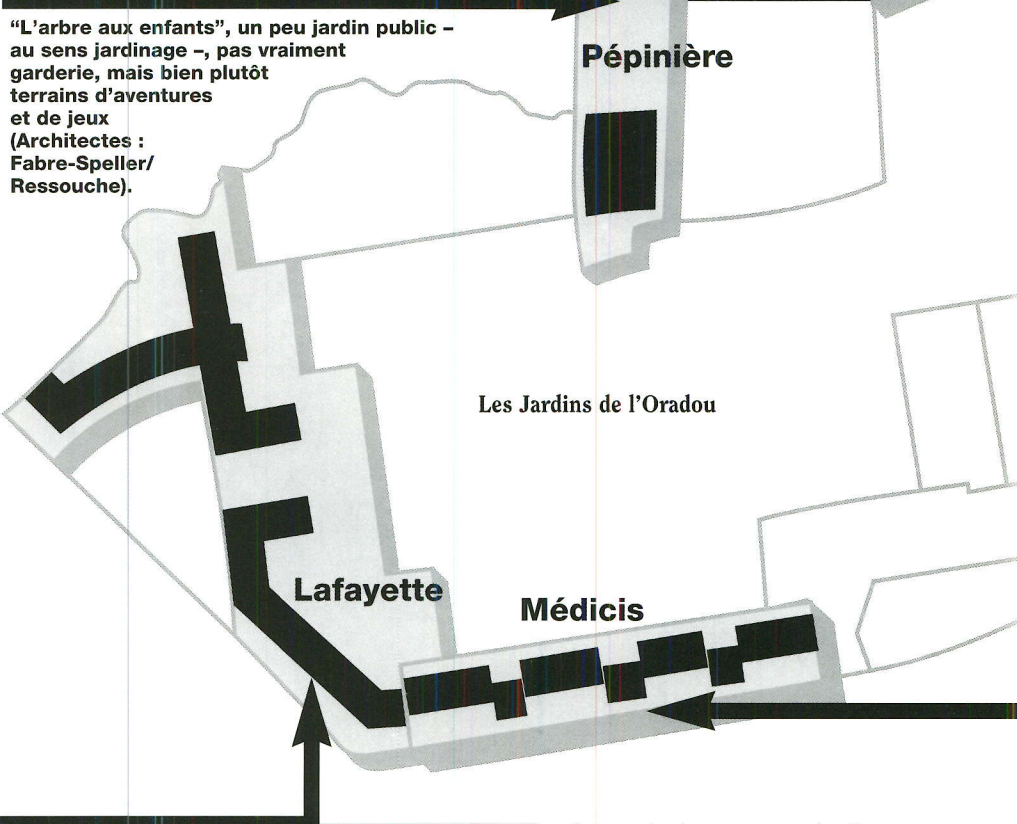 “L'arbre aux enfants”, un peu jardin public –
au sens jardinage –, pas vraiment
garderie, mais bien plutôt
terrains d'aventures
et de jeux
(Architectes :
Fabre-Speller/
Ressouche).
Pépinière
Les Jardins de l'Oradou
Lafayette
Médicis